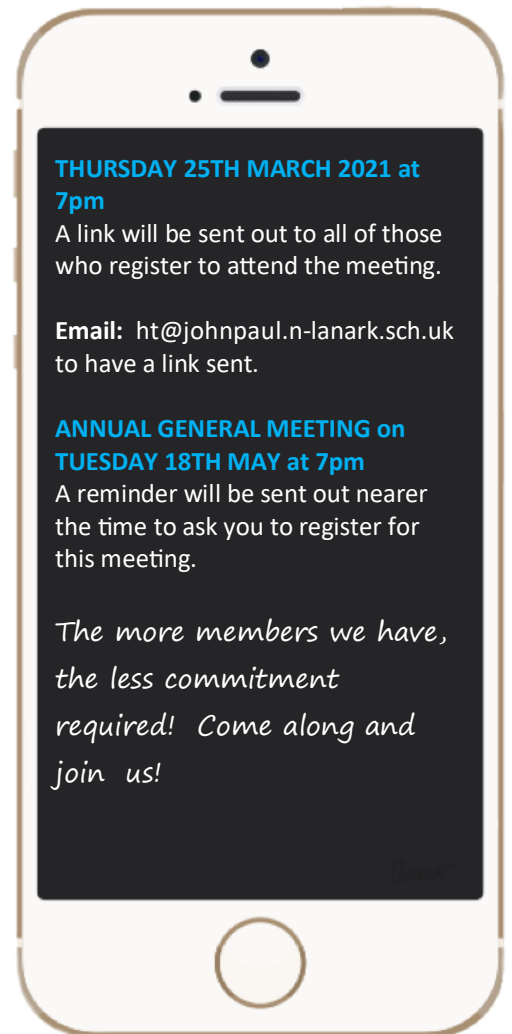 THURSDAY 25TH MARCH 2021 at
7pm
A link will be sent out to all of those
who register to attend the meeting.
Email:  ht@johnpaul.n-lanark.sch.uk
to have a link sent.
ANNUAL GENERAL MEETING on
TUESDAY 18TH MAY at 7pm
A reminder will be sent out nearer
the time to ask you to register for
this meeting.
The more members we have,
the less commitment
required!  Come along and
join  us!